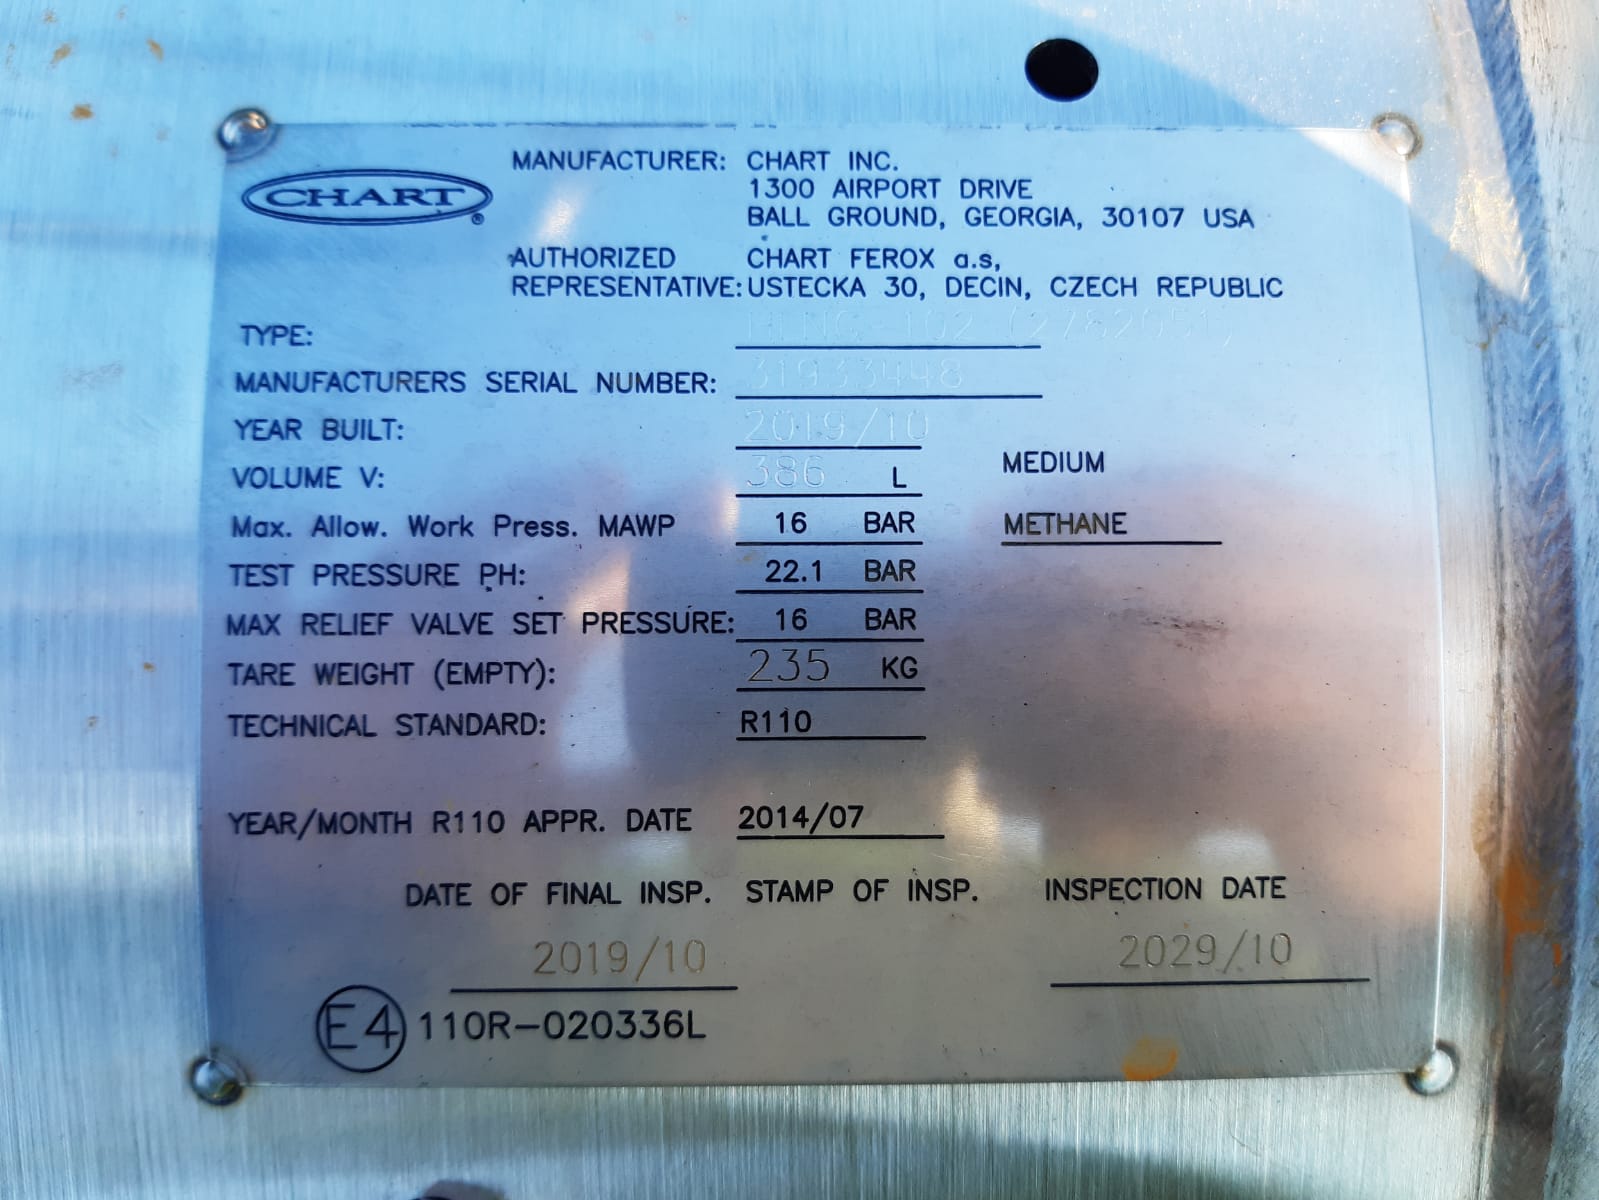 CHART®
MANUFACTURER: CHART INC.
1300 AIRPORT DRIVE
BALL GROUND, GEORGIA, 30107 USA
AUTHORIZED CHART FEROX a.s,
REPRESENTATIVE: USTECKA 30, DECIN, CZECH REPUBLIC
TYPE: HLNG-102 (2782051)
MANUFACTURERS SERIAL NUMBER: 31933448
YEAR BUILT: 2019/10
VOLUME V: 386 L
MEDIUM
Max. Allow. Work Press. MAWP 16 BAR
METHANE
TEST PRESSURE PH: 22.1 BAR
MAX RELIEF VALVE SET PRESSURE: 16 BAR
TARE WEIGHT (EMPTY): 235 KG
TECHNICAL STANDARD: R110
YEAR/MONTH R110 APPR. DATE 2014/07
DATE OF FINAL INSP. STAMP OF INSP. INSPECTION DATE
2019/10 2029/10
E4 110R-020336L